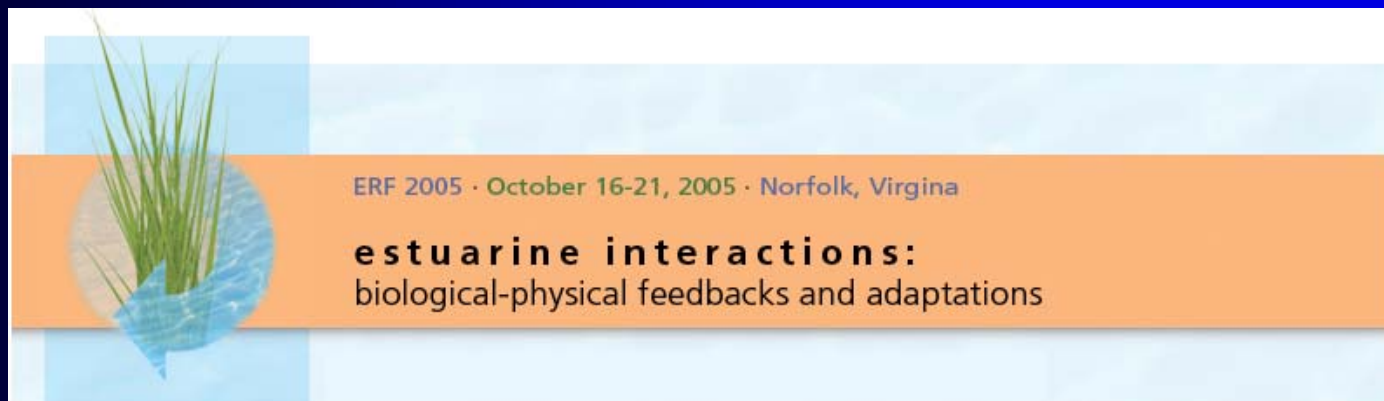 ERF 2005 · October 16-21, 2005 · Norfolk, Virgina
estuarine interactions:
biological-physical feedbacks and adaptations